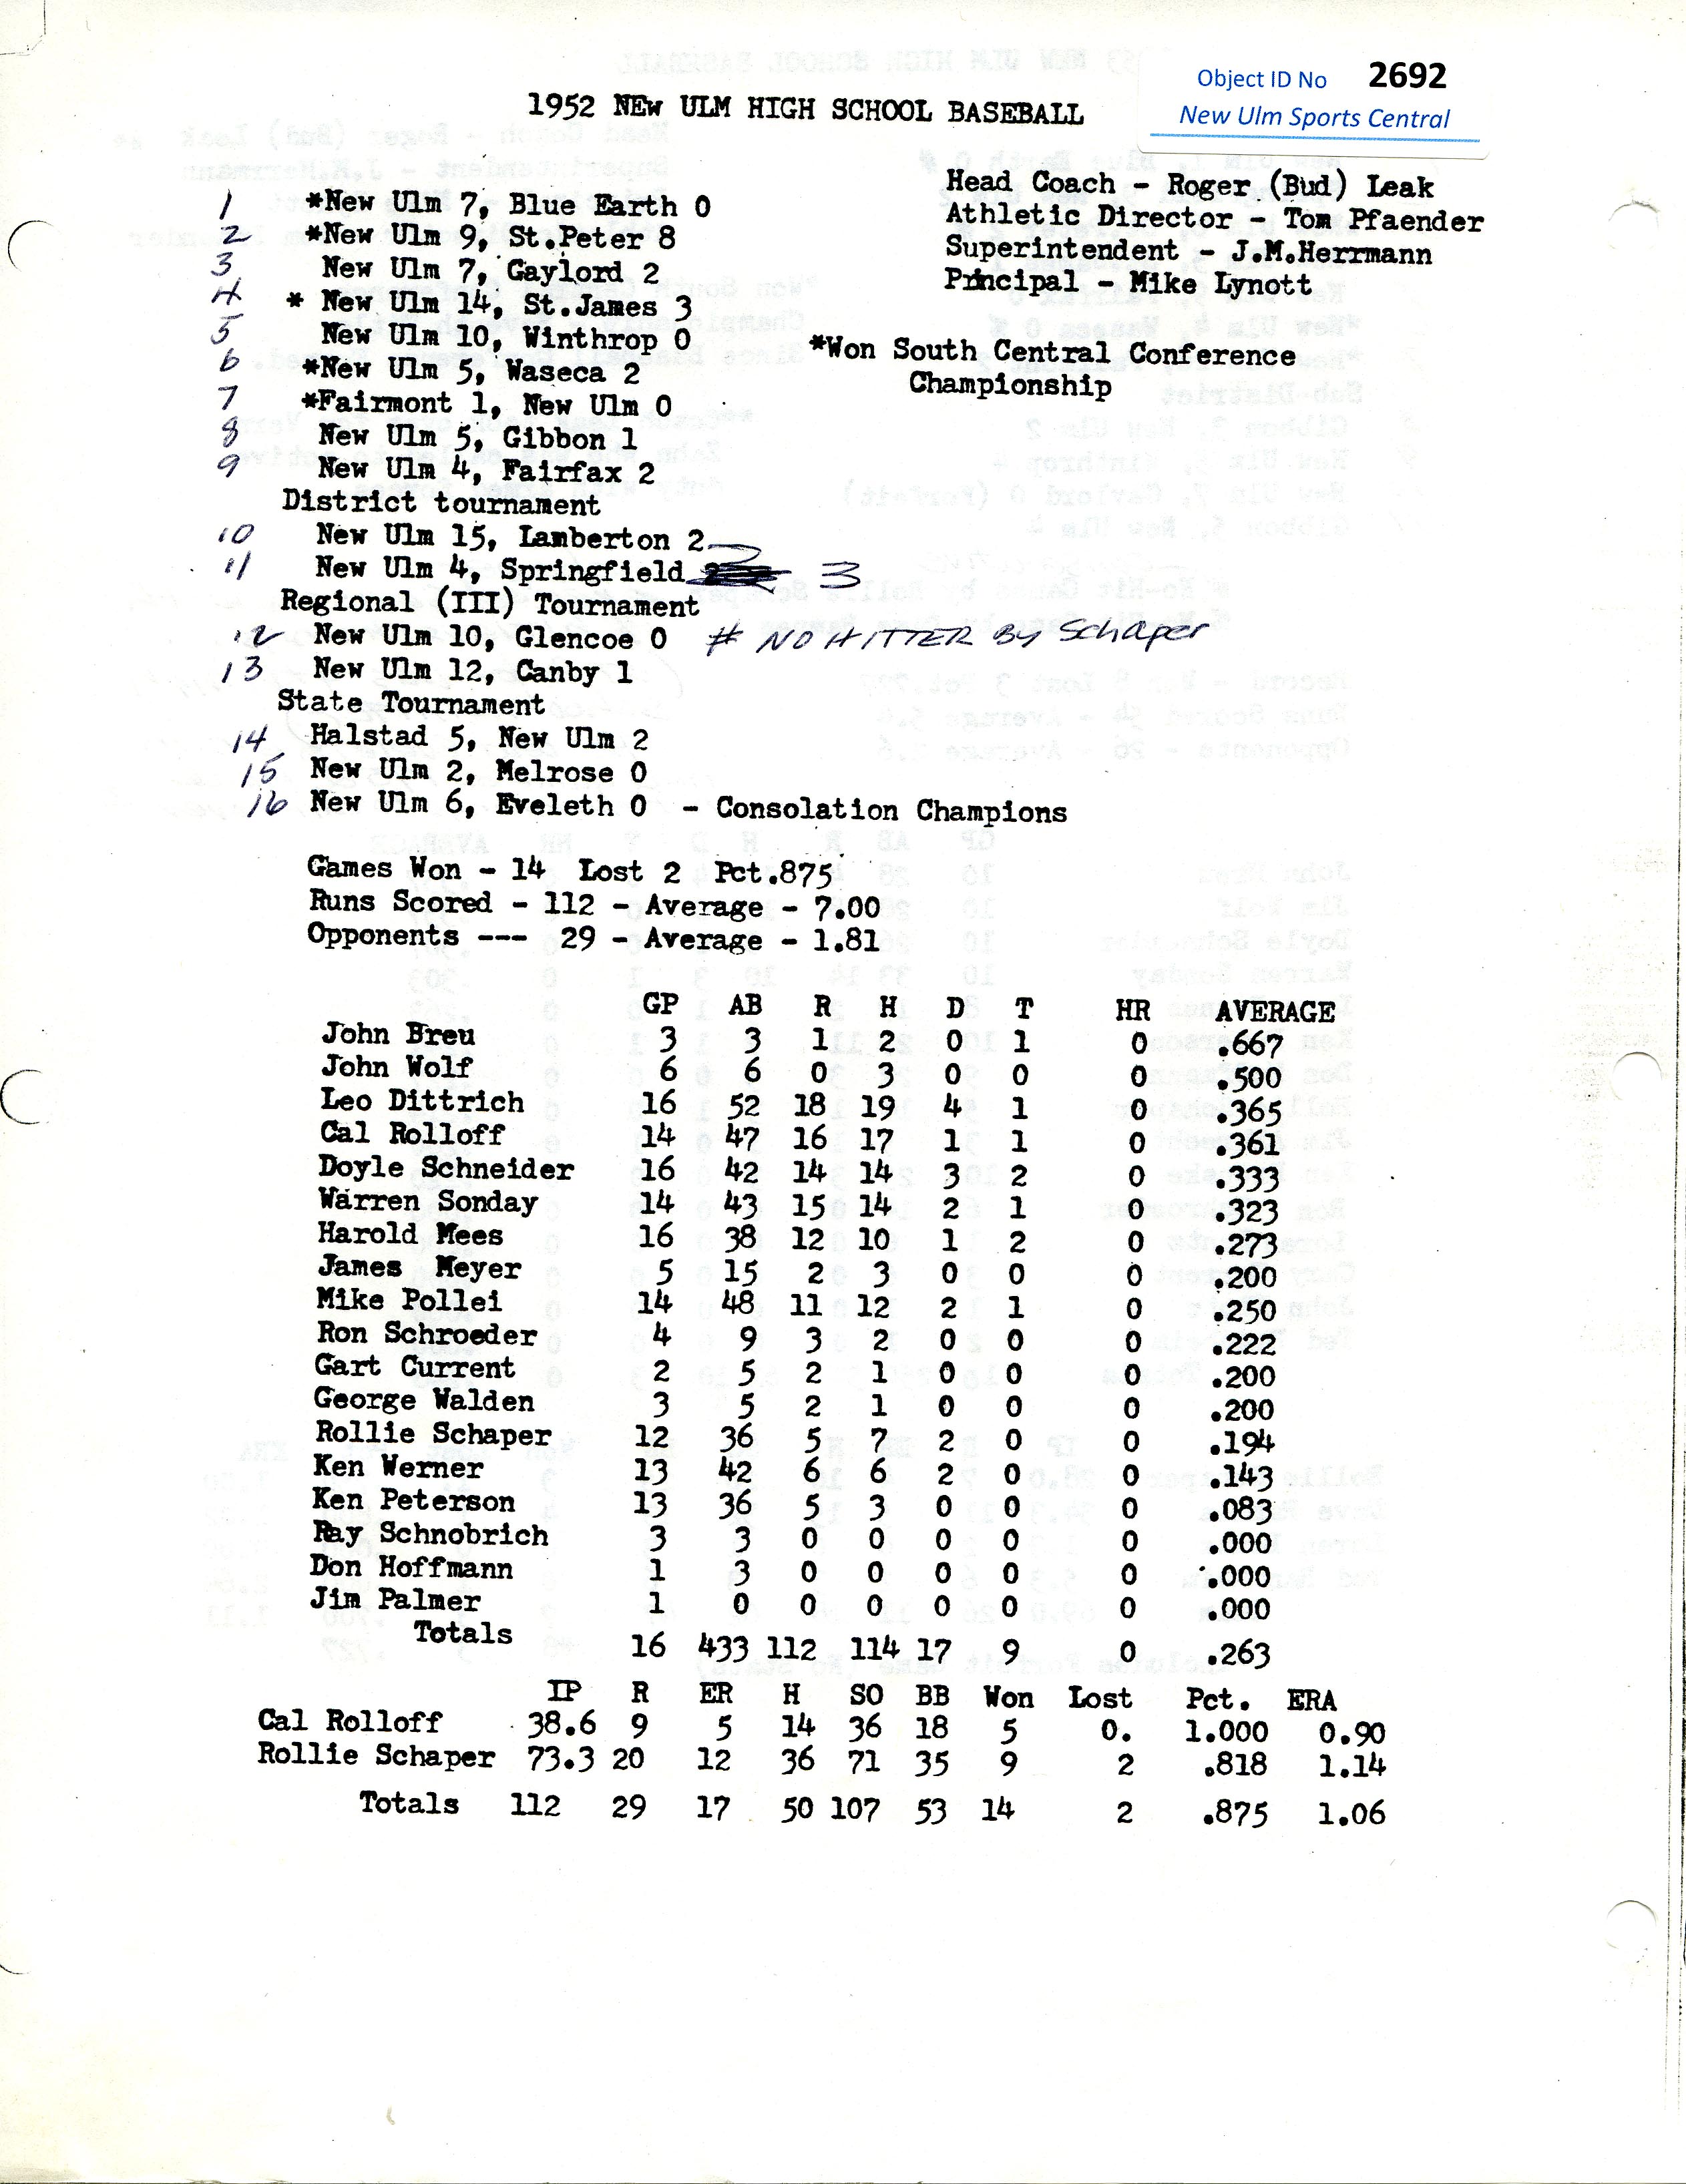 Object ID No 2692
New Ulm Sports Central
1952 NEW ULM HIGH SCHOOL BASEBALL
Head Coach - Roger (Bud) Leak
Athletic Director - Tom Pfaender
Superintendent - J.M.Herrmann
Principal - Mike Lynott
*Won South Central Conference
Championship
1 *New Ulm 7, Blue Earth 0
2 *New Ulm 9, St.Peter 8
3 New Ulm 7, Gaylord 2
4 * New Ulm 14, St.James 3
5 New Ulm 10, Winthrop 0
6 *New Ulm 5, Waseca 2
7 *Fairmont 1, New Ulm 0
8 New Ulm 5, Gibbon 1
9 New Ulm 4, Fairfax 2
District tournament
10 New Ulm 15, Lamberton 2
11 New Ulm 4, Springfield 3
Regional (III) Tournament
12 New Ulm 10, Glencoe 0 # NO HITTER By Schaper
13 New Ulm 12, Canby 1
State Tournament
14 Halstad 5, New Ulm 2
15 New Ulm 2, Melrose 0
16 New Ulm 6, Eveleth 0 - Consolation Champions
Games Won - 14 Lost 2 Pct.875
Runs Scored - 112 - Average - 7.00
Opponents --- 29 - Average - 1.81
GP AB R H D T HR AVERAGE
John Breu 3 3 1 2 0 1 0 .667
John Wolf 6 6 0 3 0 0 0 .500
Leo Dittrich 16 52 18 19 4 1 0 .365
Cal Rolloff 14 47 16 17 1 1 0 .361
Doyle Schneider 16 42 14 14 3 2 0 .333
Warren Sonday 14 43 15 14 2 1 0 .323
Harold Mees 16 38 12 10 1 2 0 .273
James Meyer 5 15 2 3 0 0 0 .200
Mike Pollei 14 48 11 12 2 1 0 .250
Ron Schroeder 4 9 3 2 0 0 0 .222
Gart Current 2 5 2 1 0 0 0 .200
George Walden 3 5 2 1 0 0 0 .200
Rollie Schaper 12 36 5 7 2 0 0 .194
Ken Werner 13 42 6 6 2 0 0 .143
Ken Peterson 13 36 5 3 0 0 0 .083
Ray Schnobrich 3 3 0 0 0 0 0 .000
Don Hoffmann 1 3 0 0 0 0 0 .000
Jim Palmer 1 0 0 0 0 0 0 .000
Totals 16 433 112 114 17 9 0 .263
IP R ER H SO BB Won Lost Pct. ERA
Cal Rolloff 38.6 9 5 14 36 18 5 0. 1.000 0.90
Rollie Schaper 73.3 20 12 36 71 35 9 2 .818 1.14
Totals 112 29 17 50 107 53 14 2 .875 1.06